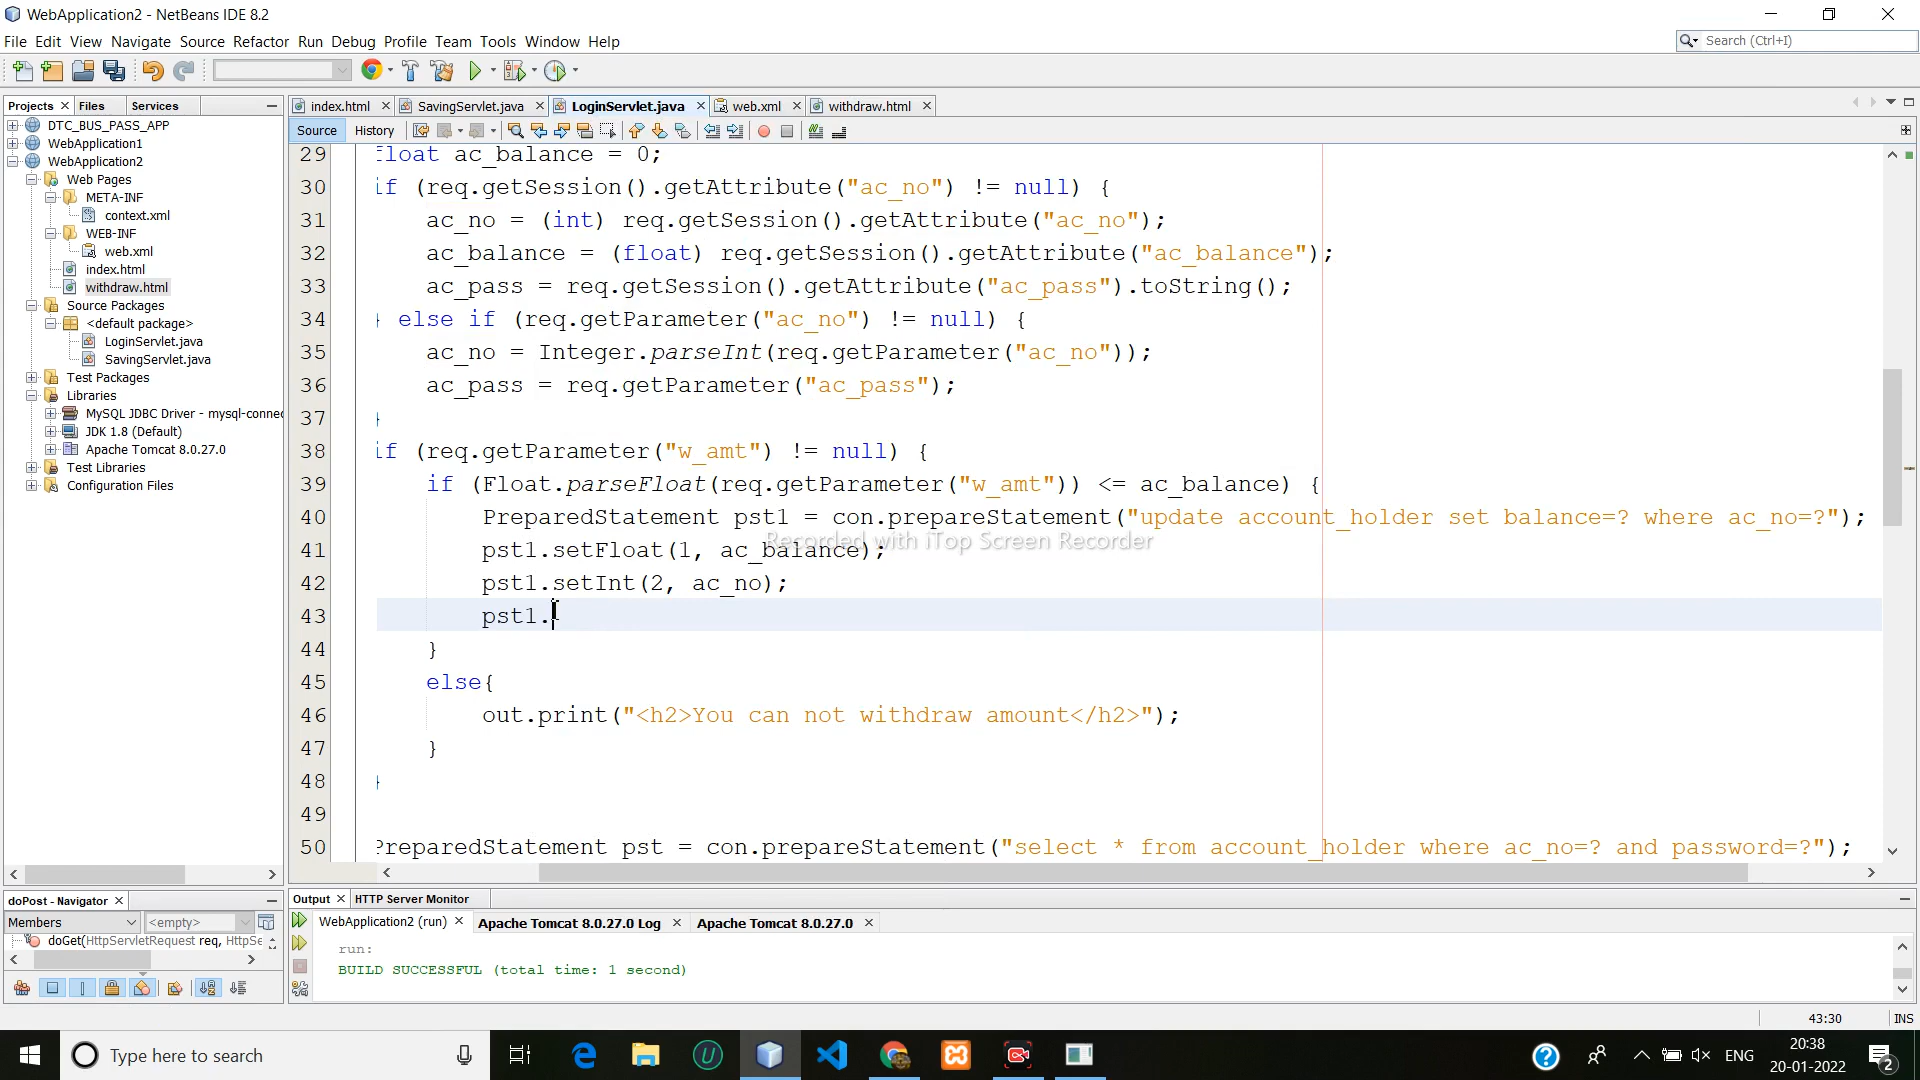 WebApplication2 - NetBeans IDE 8.2
File Edit View Navigate Source Refactor Run Debug Profile Team Tools Window Help
Search (Ctrl+I)
Projects Files Services
index.html SavingServlet.java LoginServlet.java web.xml withdraw.html
Source History
DTC_BUS_PASS_APP
WebApplication1
WebApplication2
Web Pages
META-INF
context.xml
WEB-INF
web.xml
index.html
withdraw.html
Source Packages
<default package>
LoginServlet.java
SavingServlet.java
Test Packages
Libraries
MySQL JDBC Driver - mysql-connec
JDK 1.8 (Default)
Apache Tomcat 8.0.27.0
Test Libraries
Configuration Files
29 float ac_balance = 0;
30 if (req.getSession().getAttribute("ac_no") != null) {
31 ac_no = (int) req.getSession().getAttribute("ac_no");
32 ac_balance = (float) req.getSession().getAttribute("ac_balance");
33 ac_pass = req.getSession().getAttribute("ac_pass").toString();
34 } else if (req.getParameter("ac_no") != null) {
35 ac_no = Integer.parseInt(req.getParameter("ac_no"));
36 ac_pass = req.getParameter("ac_pass");
37 }
38 if (req.getParameter("w_amt") != null) {
39 if (Float.parseFloat(req.getParameter("w_amt")) <= ac_balance) {
40 PreparedStatement pst1 = con.prepareStatement("update account_holder set balance=? where ac_no=?");
Recorded with iTop Screen Recorder
41 pst1.setFloat(1, ac_balance);
42 pst1.setInt(2, ac_no);
43 pst1.
44 }
45 else{
46 out.print("<h2>You can not withdraw amount</h2>");
47 }
48 }
49
50 PreparedStatement pst = con.prepareStatement("select * from account_holder where ac_no=? and password=?");
doPost - Navigator
Members <empty>
doGet(HttpServletRequest req, HttpSe
Output HTTP Server Monitor
WebApplication2 (run) Apache Tomcat 8.0.27.0 Log Apache Tomcat 8.0.27.0
run:
BUILD SUCCESSFUL (total time: 1 second)
43:30 INS
Type here to search
ENG
20:38
20-01-2022
2